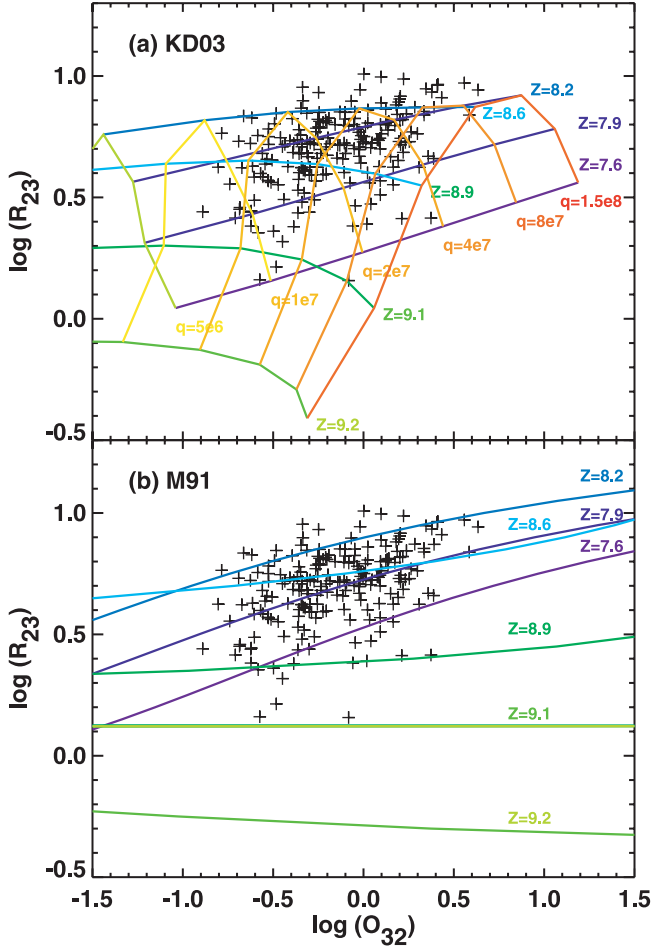 (a) KD03
1.0
0.5
0.0
-0.5
log (R23)
Z=8.2
Z=8.6
Z=7.9
Z=7.6
Z=8.9
q=1.5e8
q=8e7
q=4e7
q=2e7
q=1e7
q=5e6
Z=9.1
Z=9.2
(b) M91
1.0
0.5
0.0
-0.5
log (R23)
Z=8.2
Z=7.9
Z=8.6
Z=7.6
Z=8.9
Z=9.1
Z=9.2
-1.5 -1.0 -0.5 0.0 0.5 1.0 1.5
log (O32)